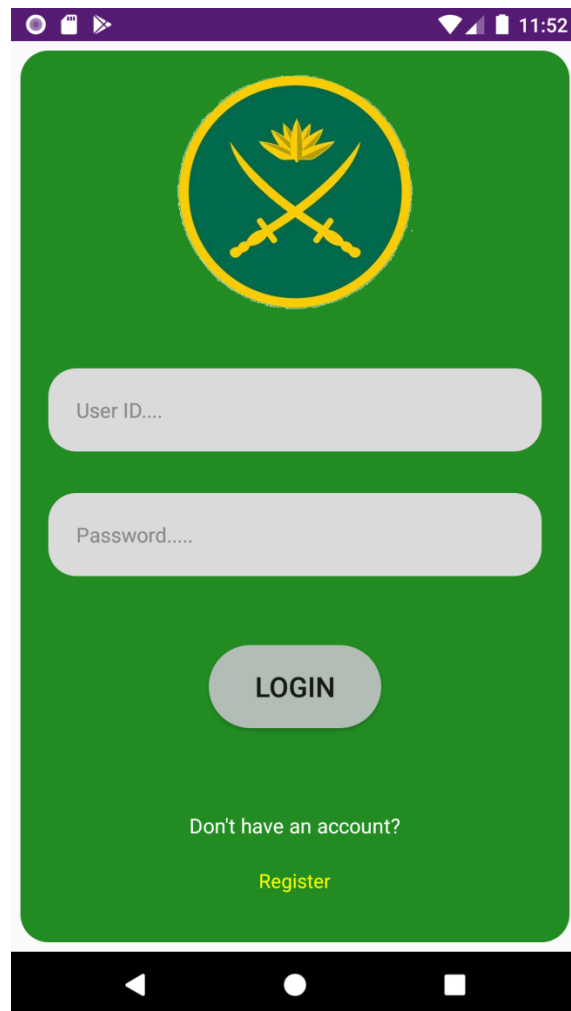 11:52
User ID....
Password.....
LOGIN
Don't have an account?
Register